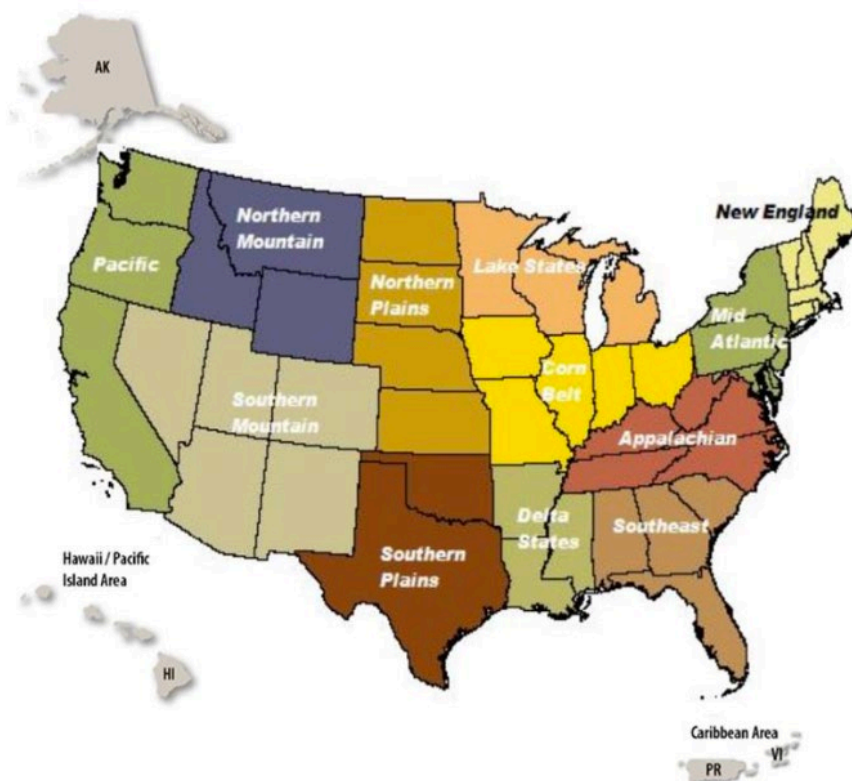 AK
New England
Northern
Mountain
Pacific
Lake States
Northern
Plains
Mid
Atlantic
Corn
Belt
Southern
Mountain
Appalachian
Delta
States
Southeast
Southern
Plains
Hawaii / Pacific
Island Area
HI
Caribbean Area
VI
PR